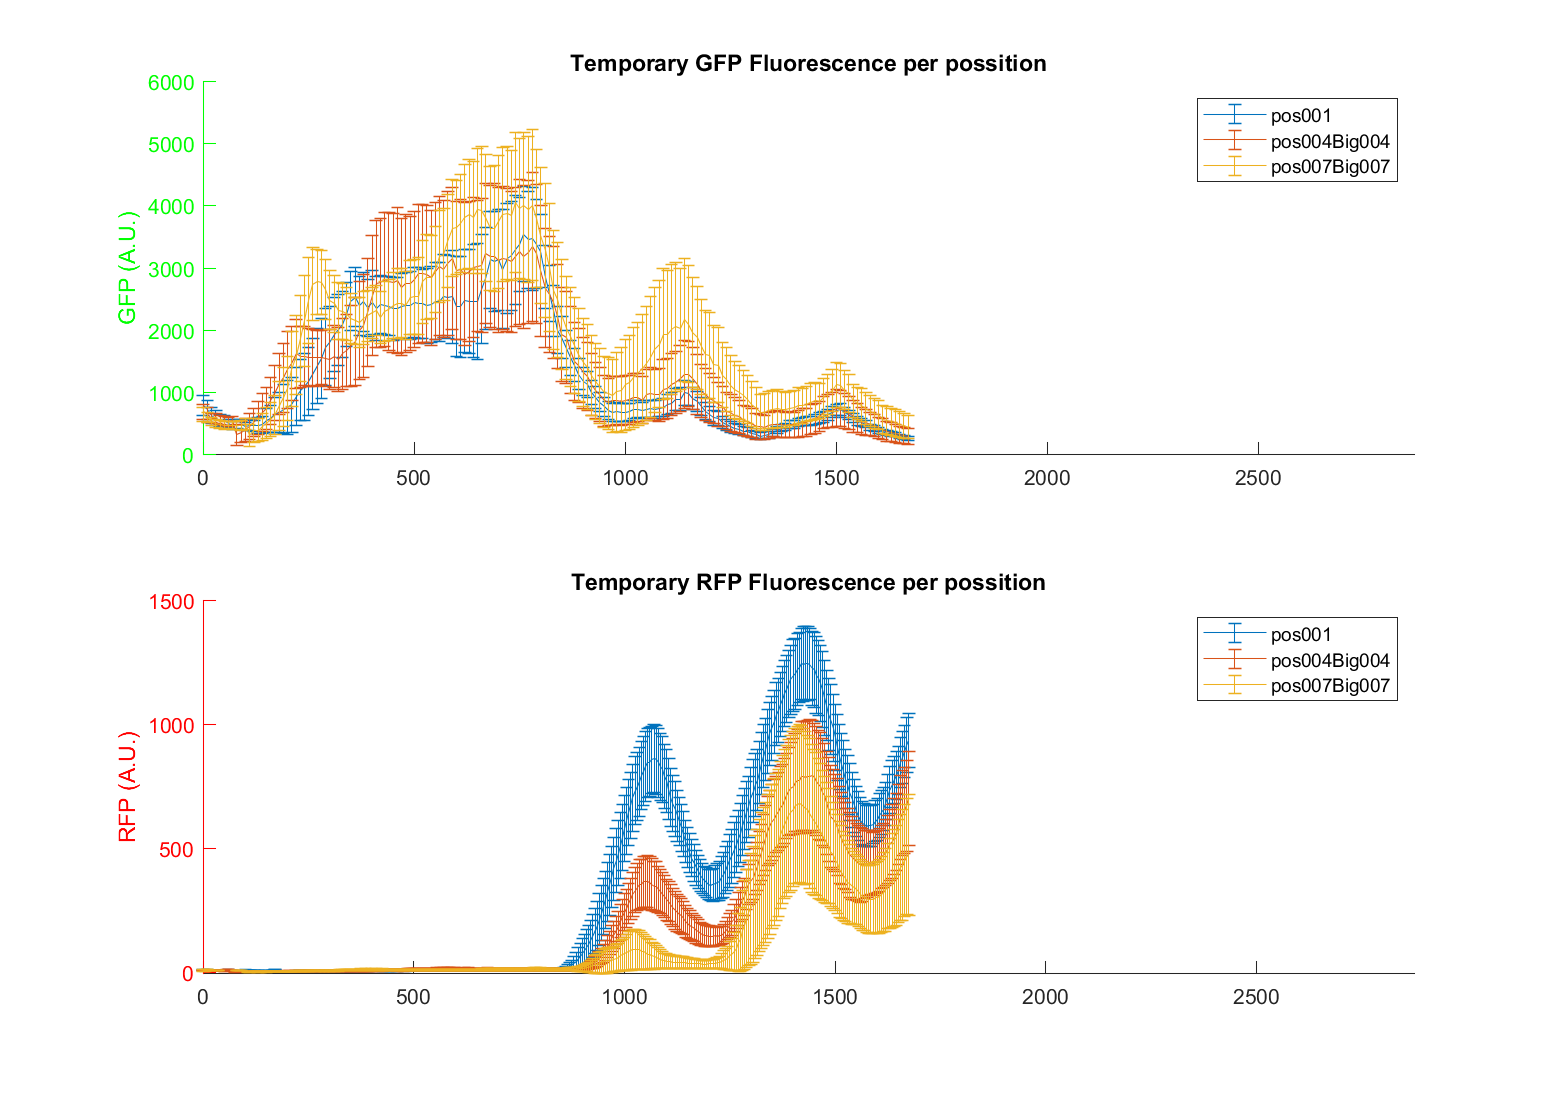 Temporary GFP Fluorescence per possition
6000
5000
4000
3000
2000
1000
0
GFP (A.U.)
0 500 1000 1500 2000 2500
pos001
pos004Big004
pos007Big007
Temporary RFP Fluorescence per possition
1500
1000
500
0
RFP (A.U.)
0 500 1000 1500 2000 2500
pos001
pos004Big004
pos007Big007